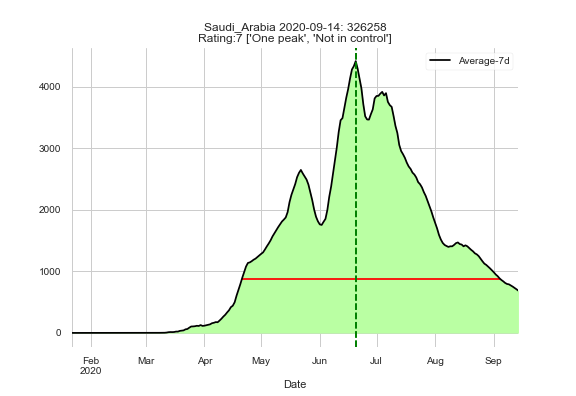 Saudi_Arabia 2020-09-14: 326258
Rating:7 ['One peak', 'Not in control']
Average-7d
4000
3000
2000
1000
0
Feb Mar Apr May Jun Jul Aug Sep
2020
Date